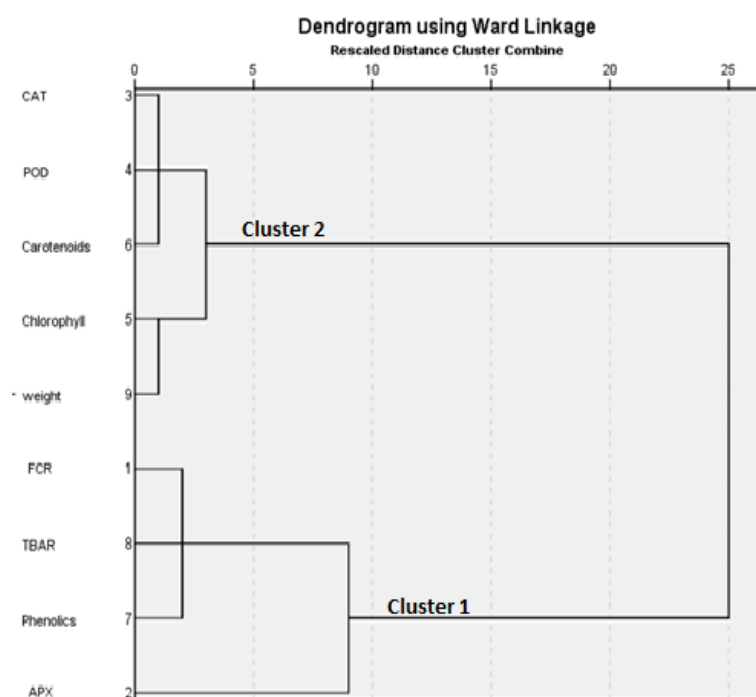 Dendrogram using Ward Linkage
Rescaled Distance Cluster Combine
0 5 10 15 20 25
CAT 3
POD 4
Cluster 2
Carotenoids 6
Chlorophyll 5
- weight 9
FCR 1
TBAR 8
Cluster 1
Phenolics 7
APX 2